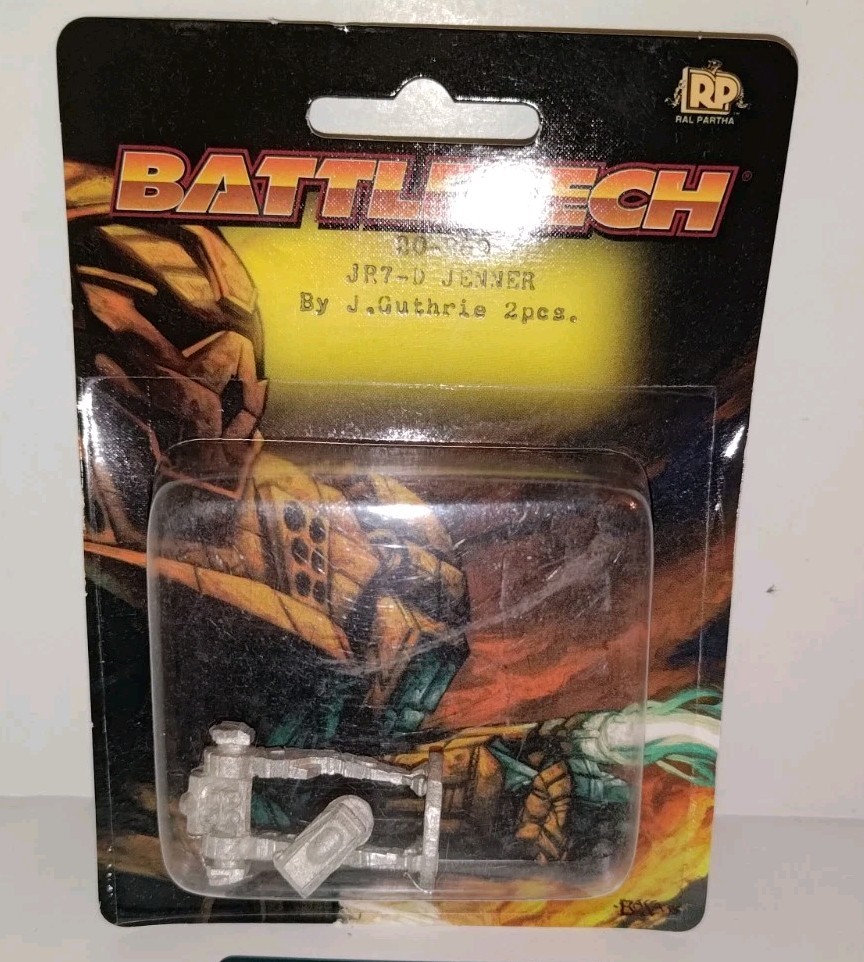 RP
RAL PARTHA
BATTLETECH®
JR7-D JENNER
By J.Guthrie 2pcs.